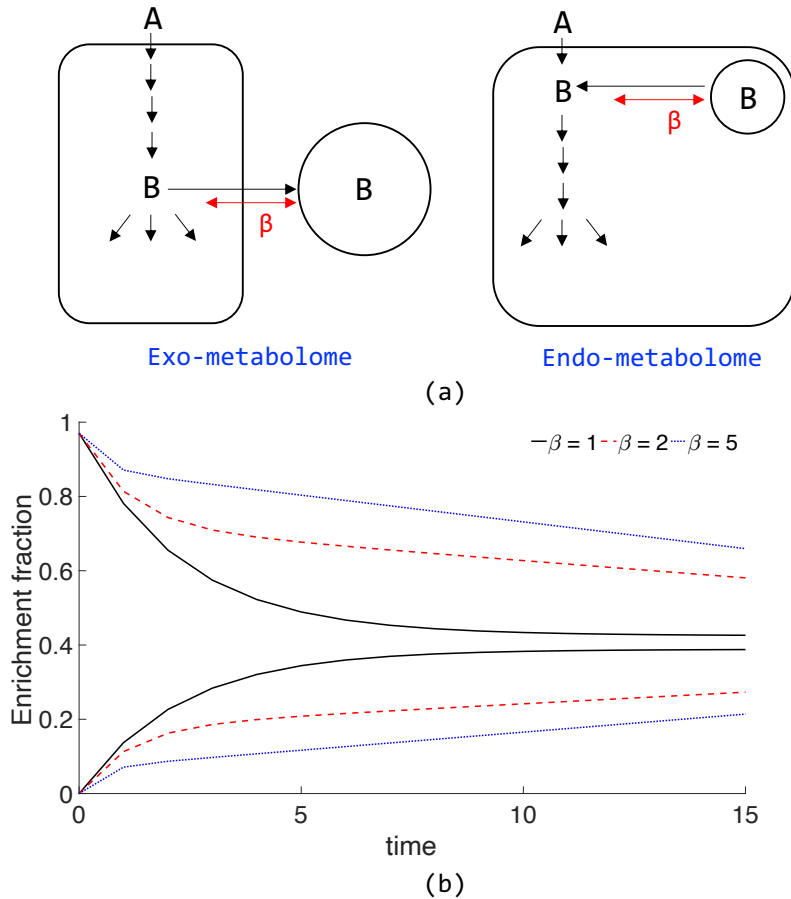 A
A
B
B
β
B
B
β
Exo-metabolome
Endo-metabolome
(a)
1
β = 1 β = 2 β = 5
0.8
0.6
0.4
0.2
0
Enrichment fraction
0
5
10
15
time
(b)